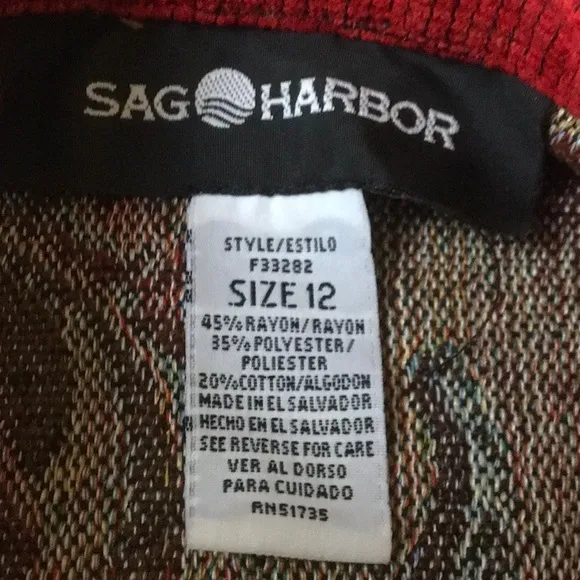 SAG HARBOR
STYLE/ESTILO
F33282
SIZE 12
45% RAYON/RAYON
35% POLYESTER/
POLIESTER
20% COTTON/ALGODON
MADE IN EL SALVADOR
HECHO EN EL SALVADOR
SEE REVERSE FOR CARE
VER AL DORSO
PARA CUIDADO
RN51735